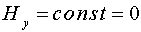 H_y = const = 0